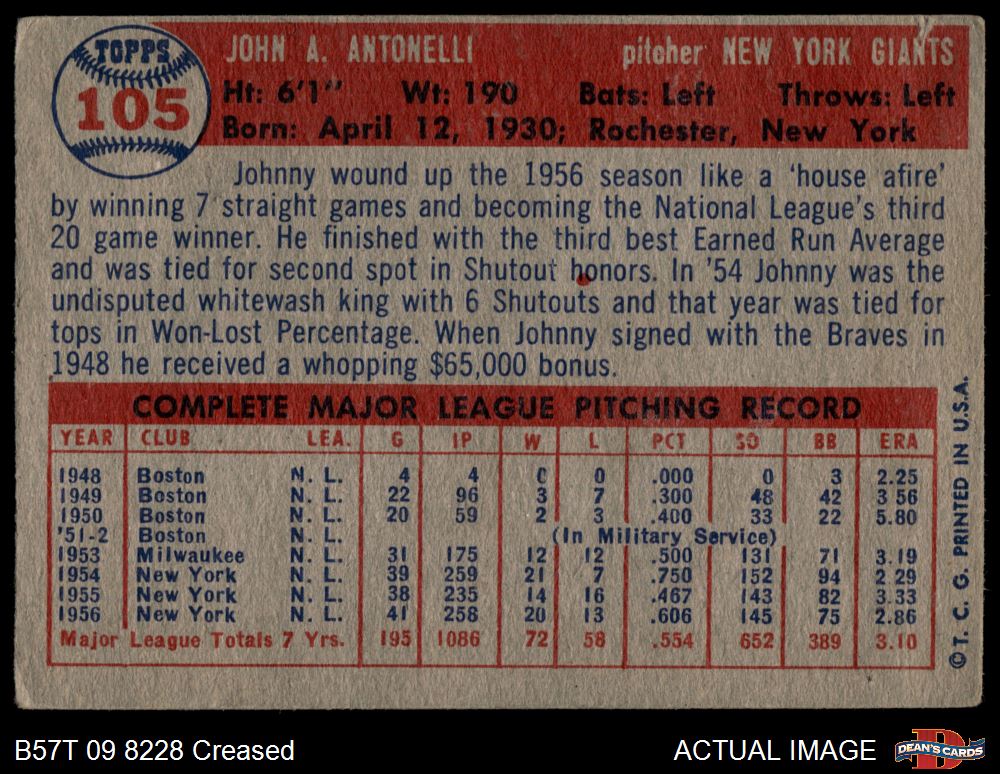 TOPPS
105
JOHN A. ANTONELLI pitcher NEW YORK GIANTS
Ht: 6'1" Wt: 190 Bats: Left Throws: Left
Born: April 12, 1930; Rochester, New York
Johnny wound up the 1956 season like a 'house afire'
by winning 7 straight games and becoming the National League's third
20 game winner. He finished with the third best Earned Run Average
and was tied for second spot in Shutout honors. In '54 Johnny was the
undisputed whitewash king with 6 Shutouts and that year was tied for
tops in Won-Lost Percentage. When Johnny signed with the Braves in
1948 he received a whopping $65,000 bonus.
COMPLETE MAJOR LEAGUE PITCHING RECORD
YEAR CLUB LEA. G IP W L PCT SO BB ERA
1948 Boston N. L. 4 4 0 0 .000 0 3 2.25
1949 Boston N. L. 22 96 3 7 .300 48 42 3 56
1950 Boston N. L. 20 59 2 3 .400 33 22 5.80
'51-2 Boston N. L. (In Military Service)
1953 Milwaukee N. L. 31 175 12 12 .500 131 71 3.19
1954 New York N. L. 39 259 21 7 .750 152 94 2.29
1955 New York N. L. 38 235 14 16 .467 143 82 3.33
1956 New York N. L. 41 258 20 13 .606 145 75 2.86
Major League Totals 7 Yrs. 195 1086 72 58 .554 652 389 3.10
©T. C. G. PRINTED IN U.S.A.
B57T 09 8228 Creased
ACTUAL IMAGE
D
DEAN'S CARDS